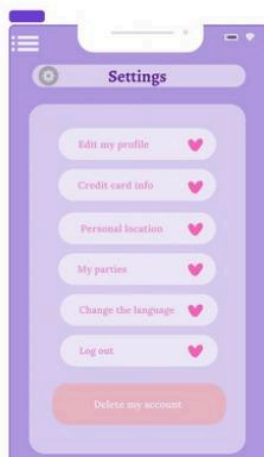 Settings
Edit my profile
Credit card info
Personal location
My parties
Change the language
Log out
Delete my account